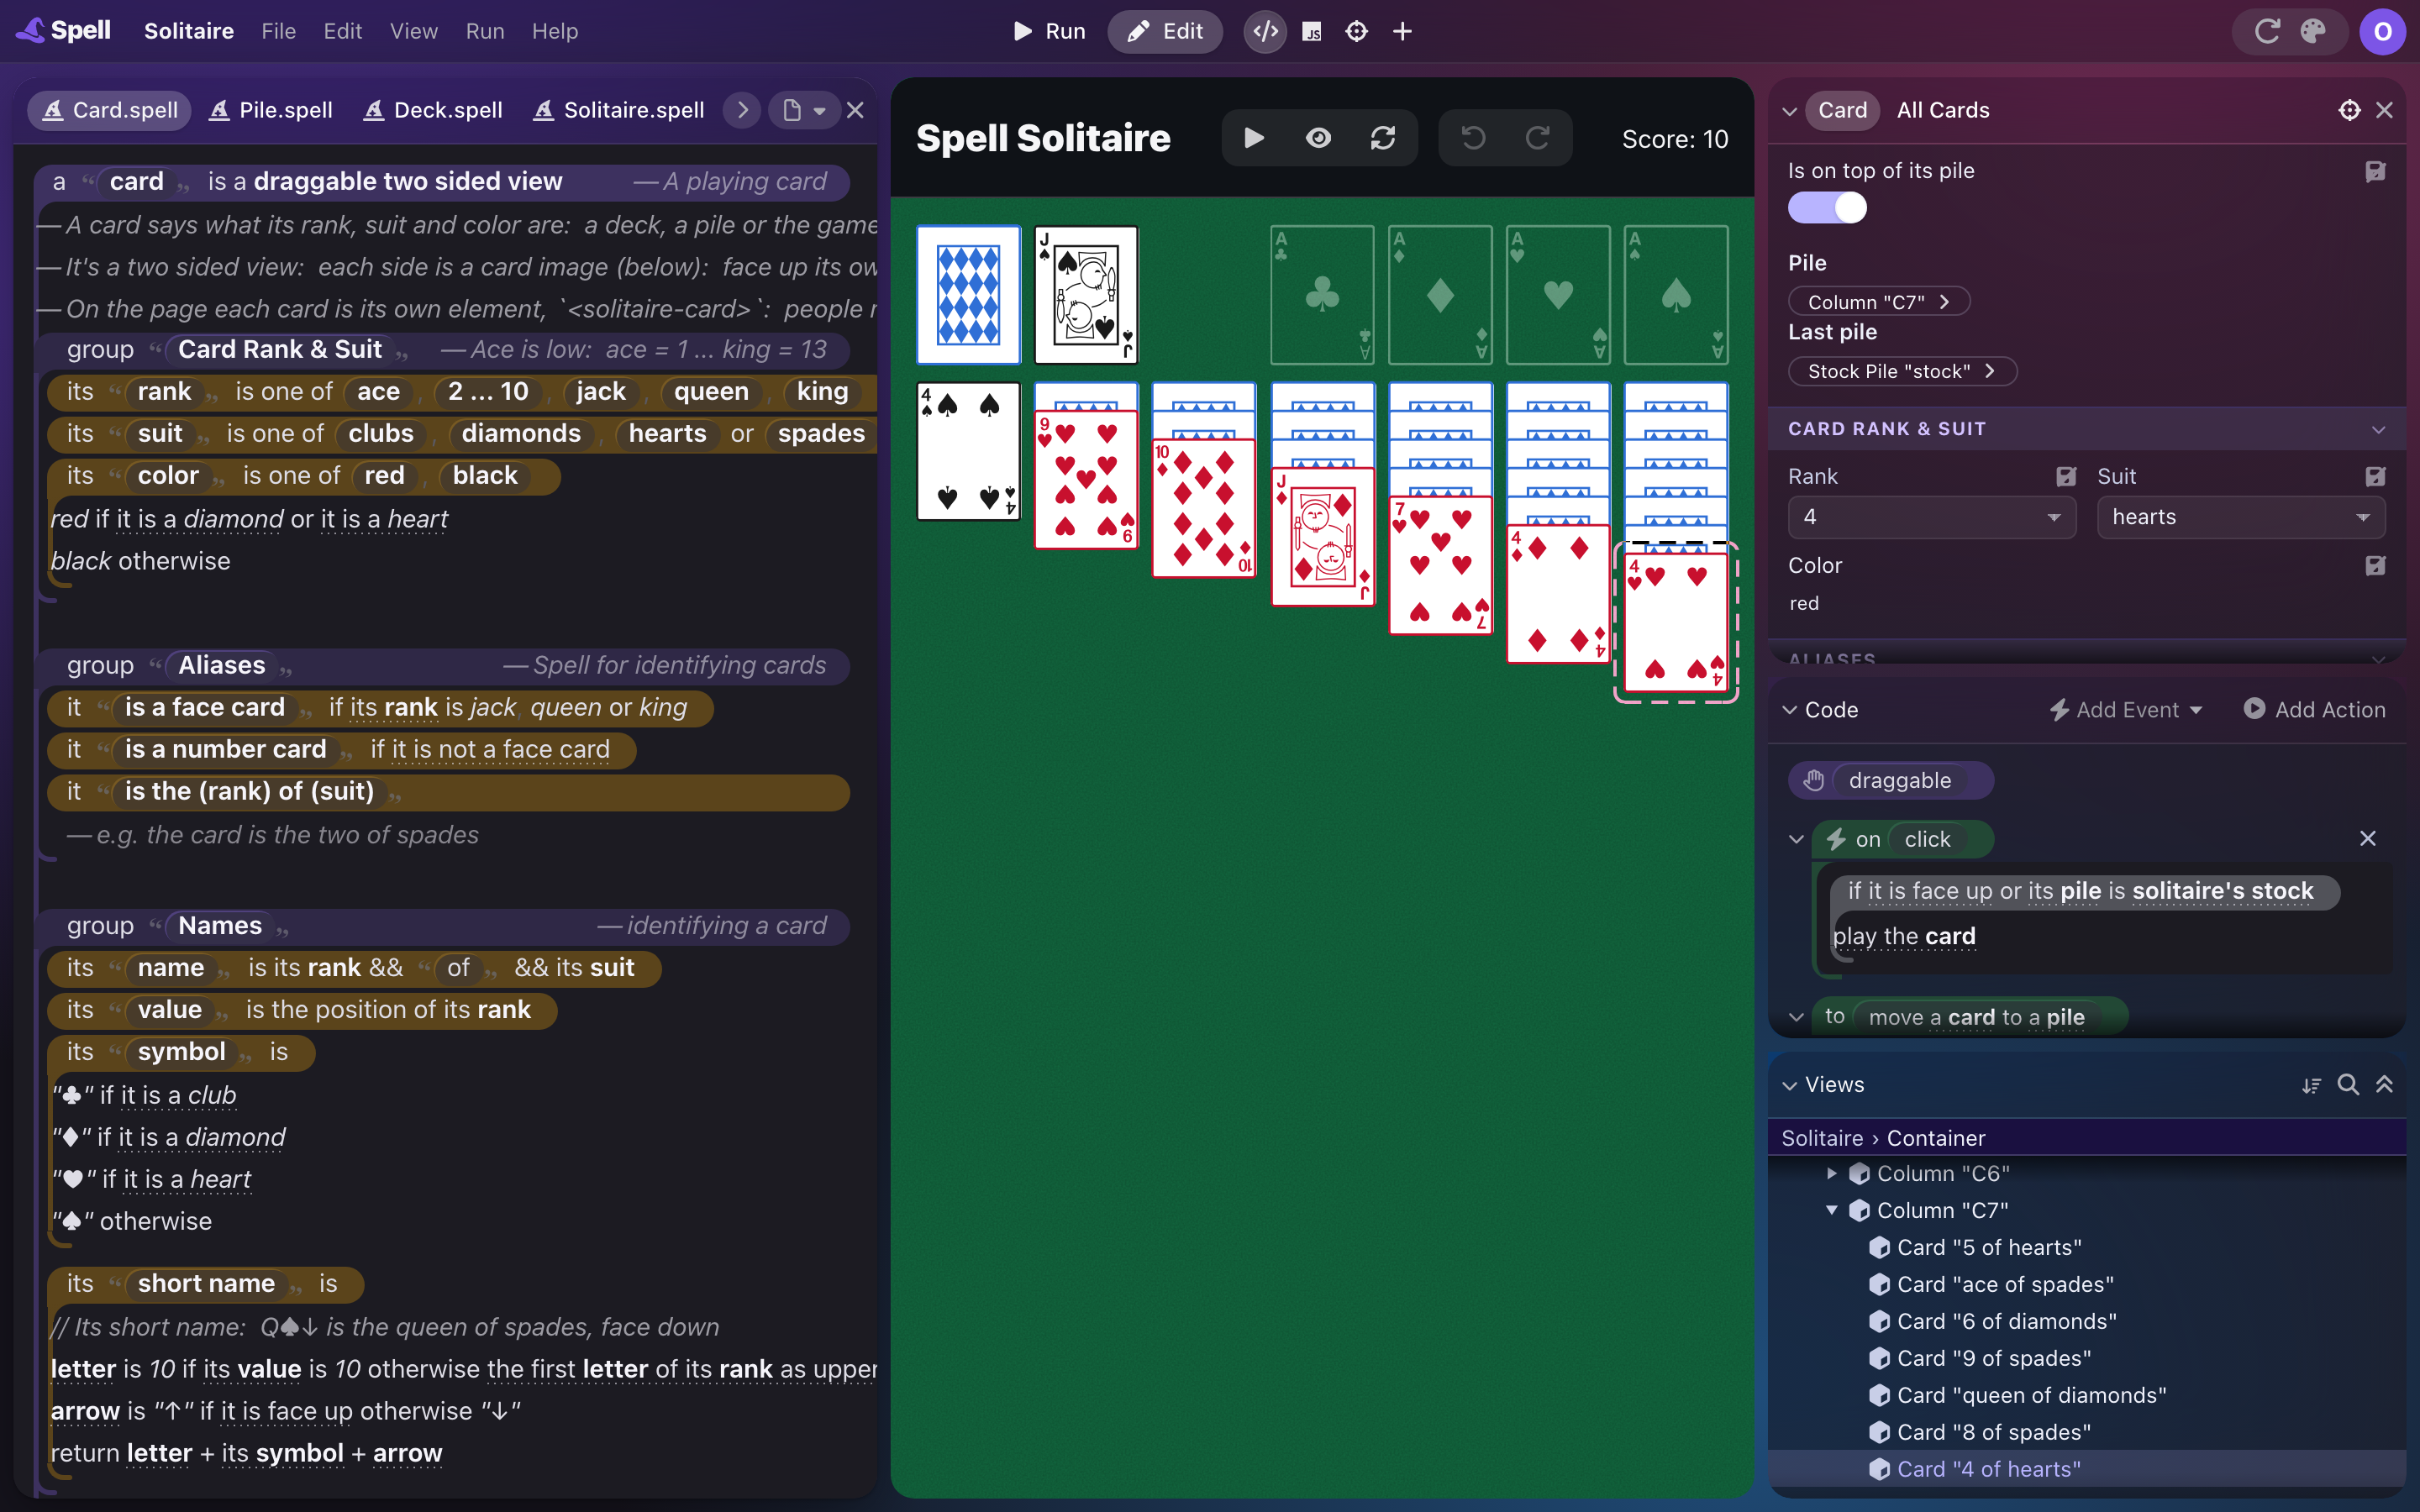 Spell Solitaire File Edit View Run Help
Run Edit
O
Card.spell Pile.spell Deck.spell Solitaire.spell
a “ card „ is a draggable two sided view — A playing card
— A card says what its rank, suit and color are: a deck, a pile or the game
— It's a two sided view: each side is a card image (below): face up its
— On the page each card is its own element, `<solitaire-card>`: people
group “ Card Rank & Suit „ — Ace is low: ace = 1 ... king = 13
its “ rank „ is one of ace , 2 ... 10 , jack , queen , king
its “ suit „ is one of clubs , diamonds , hearts or spades
its “ color „ is one of red , black
red if it is a diamond or it is a heart
black otherwise
group “ Aliases „ — Spell for identifying cards
it “ is a face card „ if its rank is jack, queen or king
it “ is a number card „ if it is not a face card
it “ is the (rank) of (suit) „
— e.g. the card is the two of spades
group “ Names „ — identifying a card
its “ name „ is its rank && “ of „ && its suit
its “ value „ is the position of its rank
its “ symbol „ is
"♣" if it is a club
"♦" if it is a diamond
"♥" if it is a heart
"♠" otherwise
its “ short name „ is
// Its short name: Q♠↓ is the queen of spades, face down
letter is 10 if its value is 10 otherwise the first letter of its rank as upper
arrow is "↑" if it is face up otherwise "↓"
return letter + its symbol + arrow
Spell Solitaire
Score: 10
J J
A A A A A A A A
4 4
9 9
10 10
J J
7 7
4 4
4 4
Card All Cards
Is on top of its pile
Pile
Column "C7"
Last pile
Stock Pile "stock"
CARD RANK & SUIT
Rank Suit
4 hearts
Color
red
ALIASES
Code Add Event Add Action
draggable
on click
if it is face up or its pile is solitaire's stock
play the card
to move a card to a pile
Views
Solitaire › Container
Column "C6"
Column "C7"
Card "5 of hearts"
Card "ace of spades"
Card "6 of diamonds"
Card "9 of spades"
Card "queen of diamonds"
Card "8 of spades"
Card "4 of hearts"